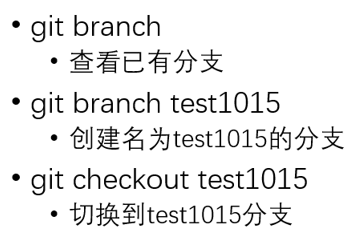 • git branch
• 查看已有分支
• git branch test1015
• 创建名为test1015的分支
• git checkout test1015
• 切换到test1015分支